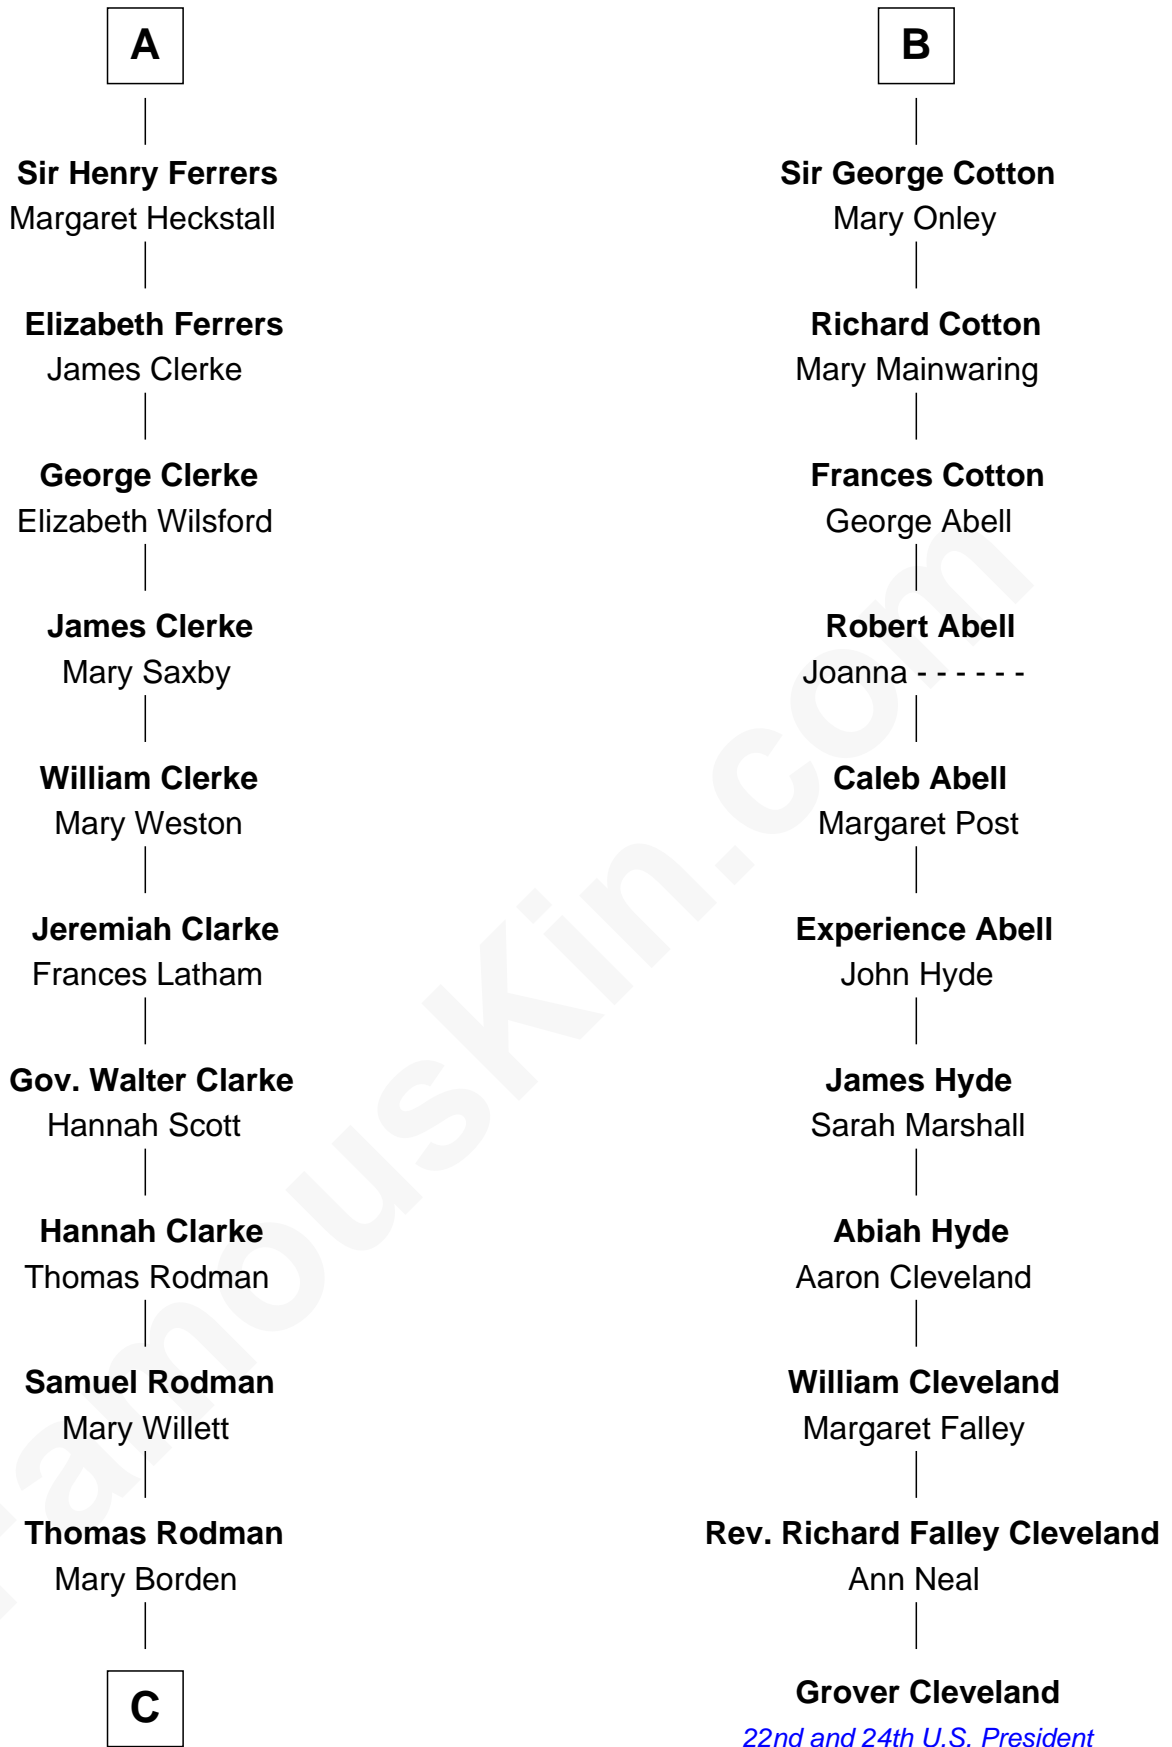 A
Sir Henry Ferrers
Margaret Heckstall
Elizabeth Ferrers
James Clerke
George Clerke
Elizabeth Wilsford
James Clerke
Mary Saxby
William Clerke
Mary Weston
Jeremiah Clarke
Frances Latham
Gov. Walter Clarke
Hannah Scott
Hannah Clarke
Thomas Rodman
Samuel Rodman
Mary Willett
Thomas Rodman
Mary Borden
C
B
Sir George Cotton
Mary Onley
Richard Cotton
Mary Mainwaring
Frances Cotton
George Abell
Robert Abell
Joanna - - - - - -
Caleb Abell
Margaret Post
Experience Abell
John Hyde
James Hyde
Sarah Marshall
Abiah Hyde
Aaron Cleveland
William Cleveland
Margaret Falley
Rev. Richard Falley Cleveland
Ann Neal
Grover Cleveland
22nd and 24th U.S. President
FamousKin.com